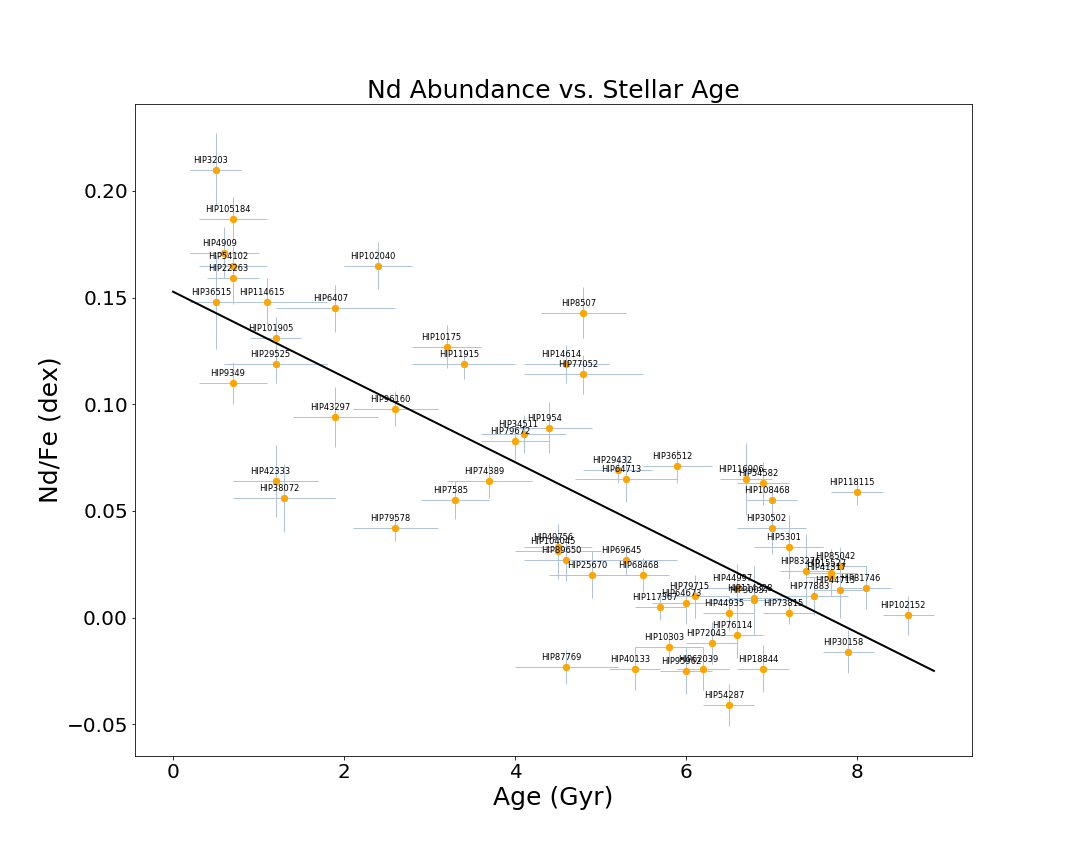 Nd Abundance vs. Stellar Age
HIP3203
HIP105184
HIP4909
HIP54102
HIP22263
HIP102040
HIP36515
HIP114615
HIP6407
HIP8507
HIP101905
HIP10175
HIP29525
HIP11915
HIP14614
HIP77052
HIP9349
HIP43297
HIP96160
HIP1954
HIP34511
HIP79672
HIP42333
HIP38072
HIP74389
HIP7585
HIP79578
HIP29432
HIP64713
HIP36512
HIP116906
HIP54582
HIP108468
HIP118115
HIP30502
HIP5301
HIP49756
HIP104045
HIP89650
HIP25670
HIP69645
HIP68468
HIP85042
HIP44713
HIP81746
HIP77883
HIP79715
HIP64673
HIP117367
HIP44997
HIP44935
HIP73815
HIP102152
HIP76114
HIP72043
HIP10303
HIP87769
HIP40133
HIP95962
HIP62039
HIP18844
HIP30158
HIP54287
0.20
0.15
0.10
0.05
0.00
−0.05
0 2 4 6 8
Nd/Fe (dex)
Age (Gyr)